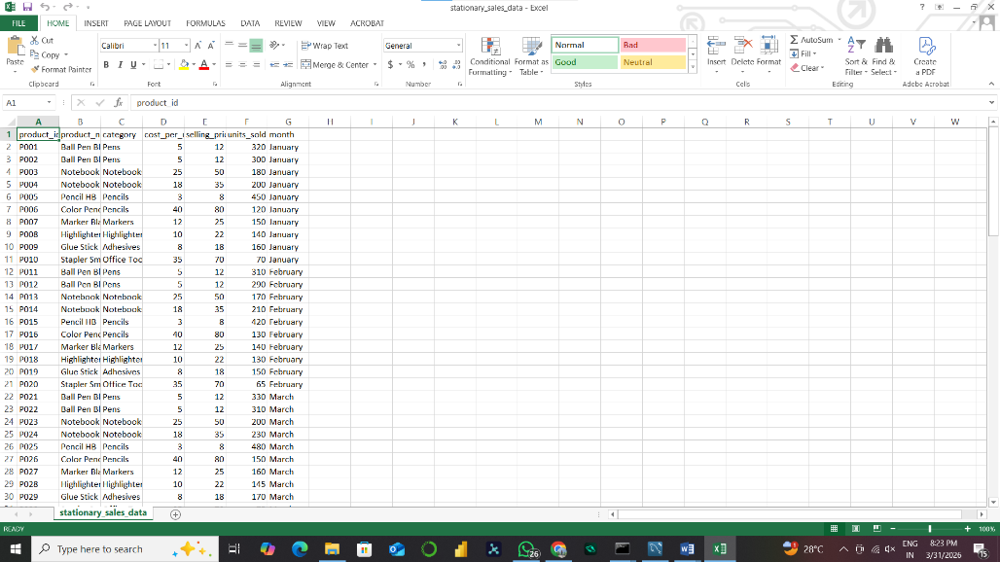 stationary_sales_data - Excel
FILE HOME INSERT PAGE LAYOUT FORMULAS DATA REVIEW VIEW ACROBAT
Paste
Cut
Copy
Format Painter
Clipboard
Calibri 11
B I U
Font
Wrap Text
Merge & Center
Alignment
General
$ % ,
Number
Conditional Formatting
Format as Table
Normal Bad
Good Neutral
Styles
Insert Delete Format
Cells
AutoSum
Fill
Clear
Sort & Filter
Find & Select
Editing
Create a PDF
Adobe Acrobat
A1 fx product_id
A B C D E F G H I J K L M N O P Q R S T U V W
1 product_id product_n category cost_per_u selling_pri units_sold month
2 P001 Ball Pen Bl Pens 5 12 320 January
3 P002 Ball Pen Bl Pens 5 12 300 January
4 P003 Notebook Notebook 25 50 180 January
5 P004 Notebook Notebook 18 35 200 January
6 P005 Pencil HB Pencils 3 8 450 January
7 P006 Color Penc Pencils 40 80 120 January
8 P007 Marker Bla Markers 12 25 150 January
9 P008 Highlighter Highlighter 10 22 140 January
10 P009 Glue Stick Adhesives 8 18 160 January
11 P010 Stapler Sm Office Too 35 70 70 January
12 P011 Ball Pen Bl Pens 5 12 310 February
13 P012 Ball Pen Bl Pens 5 12 290 February
14 P013 Notebook Notebook 25 50 170 February
15 P014 Notebook Notebook 18 35 210 February
16 P015 Pencil HB Pencils 3 8 420 February
17 P016 Color Penc Pencils 40 80 130 February
18 P017 Marker Bla Markers 12 25 140 February
19 P018 Highlighter Highlighter 10 22 130 February
20 P019 Glue Stick Adhesives 8 18 150 February
21 P020 Stapler Sm Office Too 35 70 65 February
22 P021 Ball Pen Bl Pens 5 12 330 March
23 P022 Ball Pen Bl Pens 5 12 310 March
24 P023 Notebook Notebook 25 50 200 March
25 P024 Notebook Notebook 18 35 230 March
26 P025 Pencil HB Pencils 3 8 480 March
27 P026 Color Penc Pencils 40 80 150 March
28 P027 Marker Bla Markers 12 25 160 March
29 P028 Highlighter Highlighter 10 22 145 March
30 P029 Glue Stick Adhesives 8 18 170 March
stationary_sales_data
READY 100%
Type here to search
26
28°C
ENG
IN
8:23 PM
3/31/2026
15